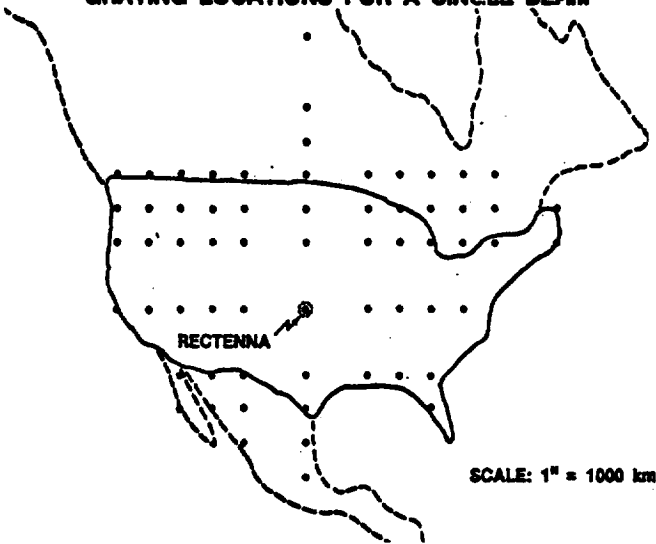 GRATING LOCATIONS FOR A SINGLE BEAM
RECTENNA
SCALE: 1" = 1000 km